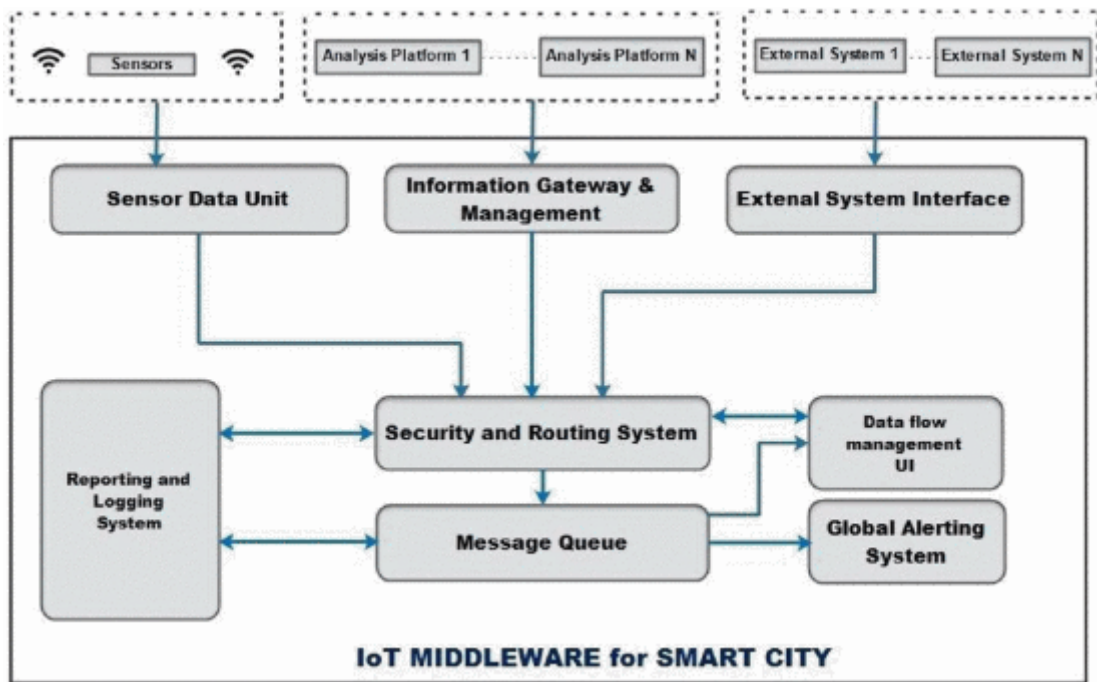 Sensors
Analysis Platform 1
Analysis Platform N
External System 1
External System N
Sensor Data Unit
Information Gateway &
Management
Extenal System Interface
Security and Routing System
Data flow
management
UI
Reporting and
Logging
System
Message Queue
Global Alerting
System
IoT MIDDLEWARE for SMART CITY